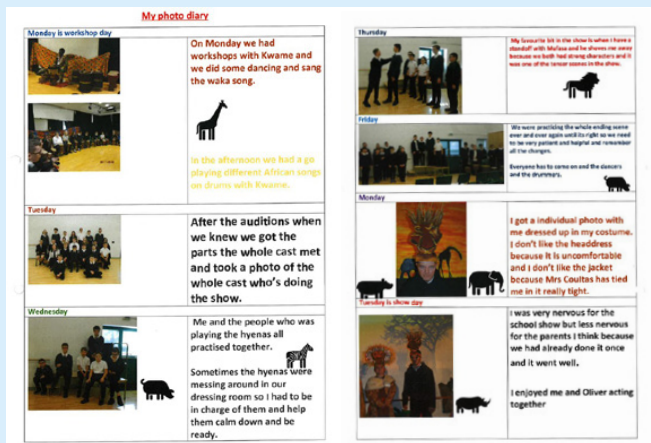 My photo diary
Monday is workshop day
On Monday we had
workshops with Kwame and
we did some dancing and sang
the waka song.
In the afternoon we had a go
playing different African songs
on drums with Kwame.
Tuesday
After the auditions when
we knew we got the
parts the whole cast met
and took a photo of the
whole cast who's doing
the show.
Wednesday
Me and the people who was
playing the hyenas all
practised together.
Sometimes the hyenas were
messing around in our
dressing room so I had to be
in charge of them and help
them calm down and be
ready.
Thursday
My favourite bit in the show is when I have a
standoff with Mufasa and he shoves me away
because we both had strong characters and it
was one of the tenser scenes in the show.
Friday
We were practising the whole ending scene
over and over again until its right so we need
to be very patient and helpful and remember
all the changes.
Everyone has to come on and the dancers
and the drummers.
Monday
I got a individual photo with
me dressed up in my costume.
I don't like the headdress
because it is uncomfortable
and I don't like the jacket
because Mrs Coultas has tied
me in it really tight.
Tuesday is show day
I was very nervous for the
school show but less nervous
for the parents I think because
we had already done it once
and it went well.
I enjoyed me and Oliver acting
together